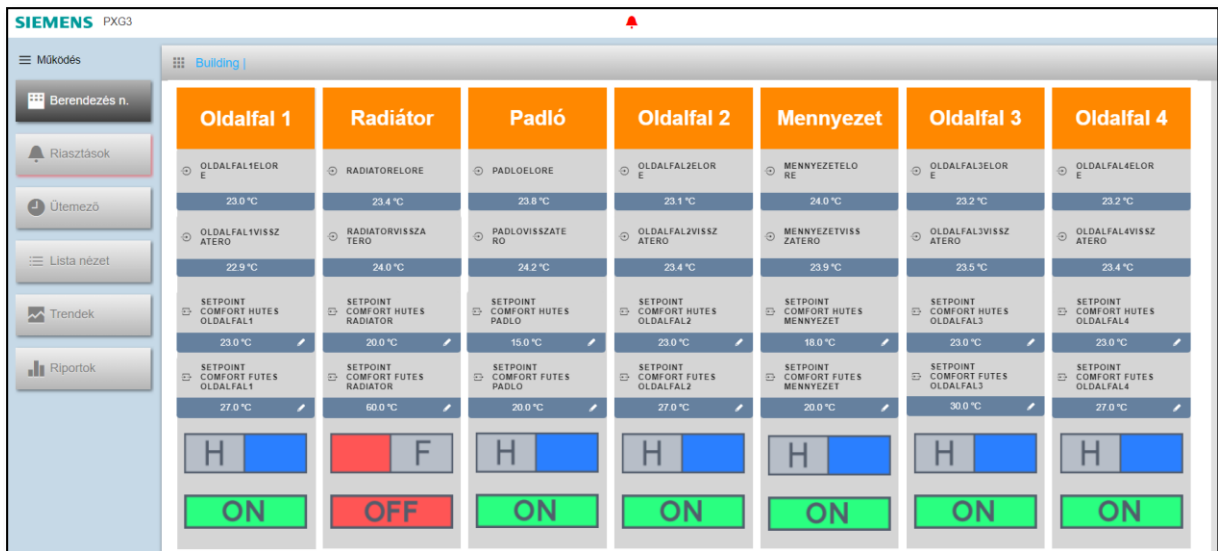 SIEMENS PXG3
Működés
Building |
Berendezés n.
Riasztások
Ütemező
Lista nézet
Trendek
Riportok
Oldalfal 1
Radiátor
Padló
Oldalfal 2
Mennyezet
Oldalfal 3
Oldalfal 4
OLDALFAL1ELOR
E
RADIATORELORE
PADLOELORE
OLDALFAL2ELOR
E
MENNYEZETELO
RE
OLDALFAL3ELOR
E
OLDALFAL4ELOR
E
23.0 °C
23.4 °C
23.8 °C
23.1 °C
24.0 °C
23.2 °C
23.2 °C
OLDALFAL1VISSZ
ATERO
RADIATORVISSZA
TERO
PADLOVISSZATE
RO
OLDALFAL2VISSZ
ATERO
MENNYEZETVISS
ZATERO
OLDALFAL3VISSZ
ATERO
OLDALFAL4VISSZ
ATERO
22.9 °C
24.0 °C
24.2 °C
23.4 °C
23.9 °C
23.5 °C
23.4 °C
SETPOINT
COMFORT HUTES
OLDALFAL1
SETPOINT
COMFORT HUTES
RADIATOR
SETPOINT
COMFORT HUTES
PADLO
SETPOINT
COMFORT HUTES
OLDALFAL2
SETPOINT
COMFORT HUTES
MENNYEZET
SETPOINT
COMFORT HUTES
OLDALFAL3
SETPOINT
COMFORT HUTES
OLDALFAL4
23.0 °C
20.0 °C
15.0 °C
23.0 °C
18.0 °C
23.0 °C
23.0 °C
SETPOINT
COMFORT FUTES
OLDALFAL1
SETPOINT
COMFORT FUTES
RADIATOR
SETPOINT
COMFORT FUTES
PADLO
SETPOINT
COMFORT FUTES
OLDALFAL2
SETPOINT
COMFORT FUTES
MENNYEZET
SETPOINT
COMFORT FUTES
OLDALFAL3
SETPOINT
COMFORT FUTES
OLDALFAL4
27.0 °C
60.0 °C
20.0 °C
27.0 °C
20.0 °C
30.0 °C
27.0 °C
H
F
H
H
H
H
H
ON
OFF
ON
ON
ON
ON
ON